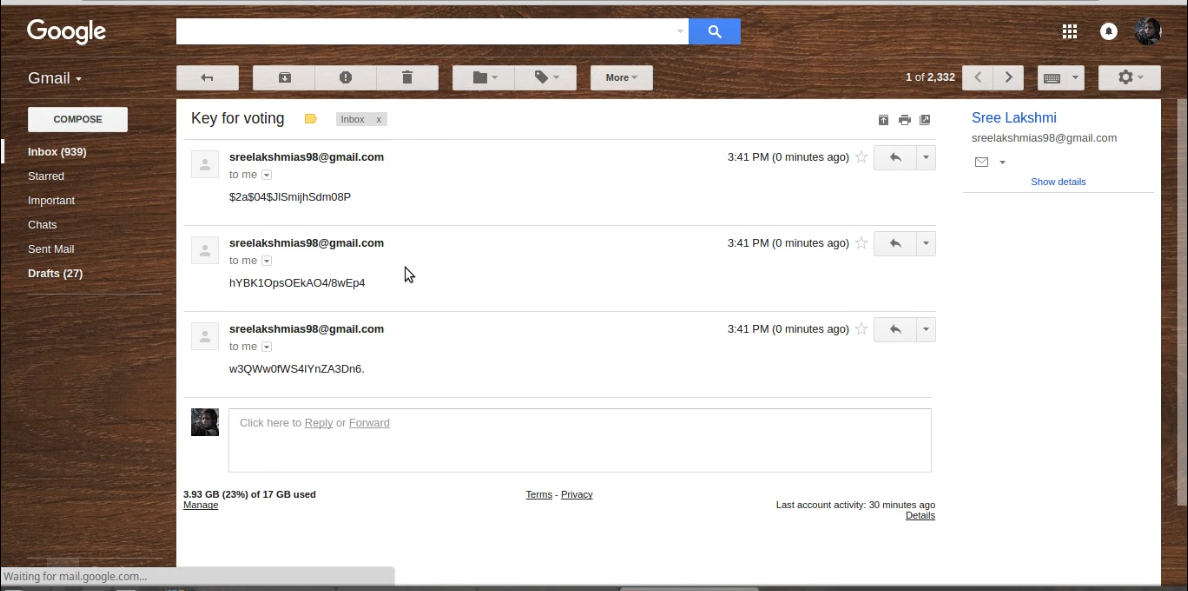 Google
Gmail
More
1 of 2,332
COMPOSE
Inbox (939)
Starred
Important
Chats
Sent Mail
Drafts (27)
Key for voting
Inbox x
sreelakshmias98@gmail.com
3:41 PM (0 minutes ago)
to me
$2a$04$JlSmijhSdm08P
sreelakshmias98@gmail.com
3:41 PM (0 minutes ago)
to me
hYBK1OpsOEkAO4/8wEp4
sreelakshmias98@gmail.com
3:41 PM (0 minutes ago)
to me
w3QWw0fWS4IYnZA3Dn6.
Click here to Reply or Forward
3.93 GB (23%) of 17 GB used
Manage
Terms - Privacy
Last account activity: 30 minutes ago
Details
Sree Lakshmi
sreelakshmias98@gmail.com
Show details
Waiting for mail.google.com...